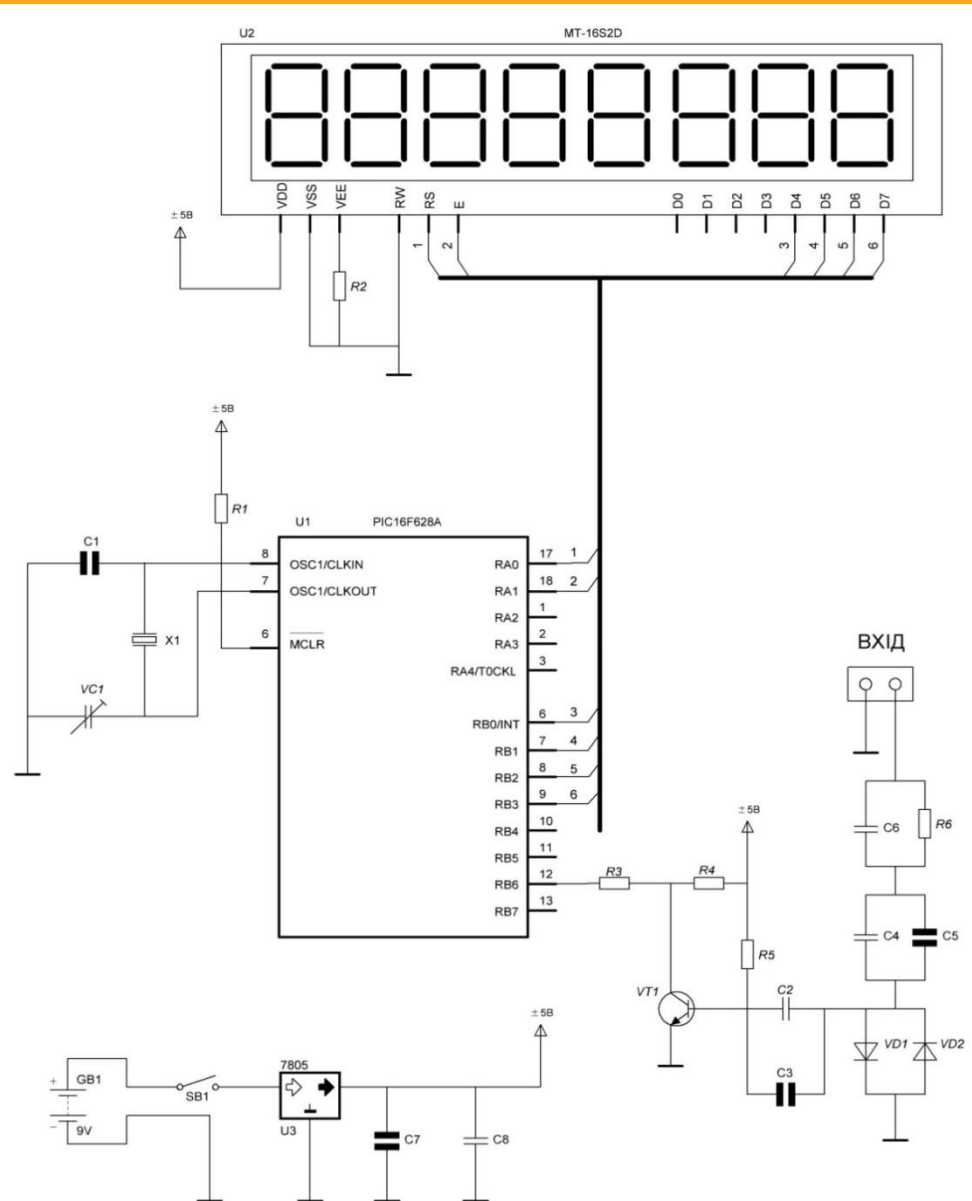 U2 MT-16S2D
VDD VSS VEE RW RS E D0 D1 D2 D3 D4 D5 D6 D7
±5В
1 2 3 4 5 6
R2
±5В
R1
U1 PIC16F628A
C1
8 OSC1/CLKIN RA0 17 1
7 OSC1/CLKOUT RA1 18 2
RA2 1
X1
6 MCLR RA3 2
RA4/T0CKL 3
ВХІД
VC1
RB0/INT 6 3
RB1 7 4
RB2 8 5
RB3 9 6
RB4 10
RB5 11
RB6 12
RB7 13
±5В
C6 R6
R3 R4
C4 C5
R5
VT1 C2
VD1 VD2
C3
±5В
7805
+ GB1
SB1
− 9V
U3
C7 C8